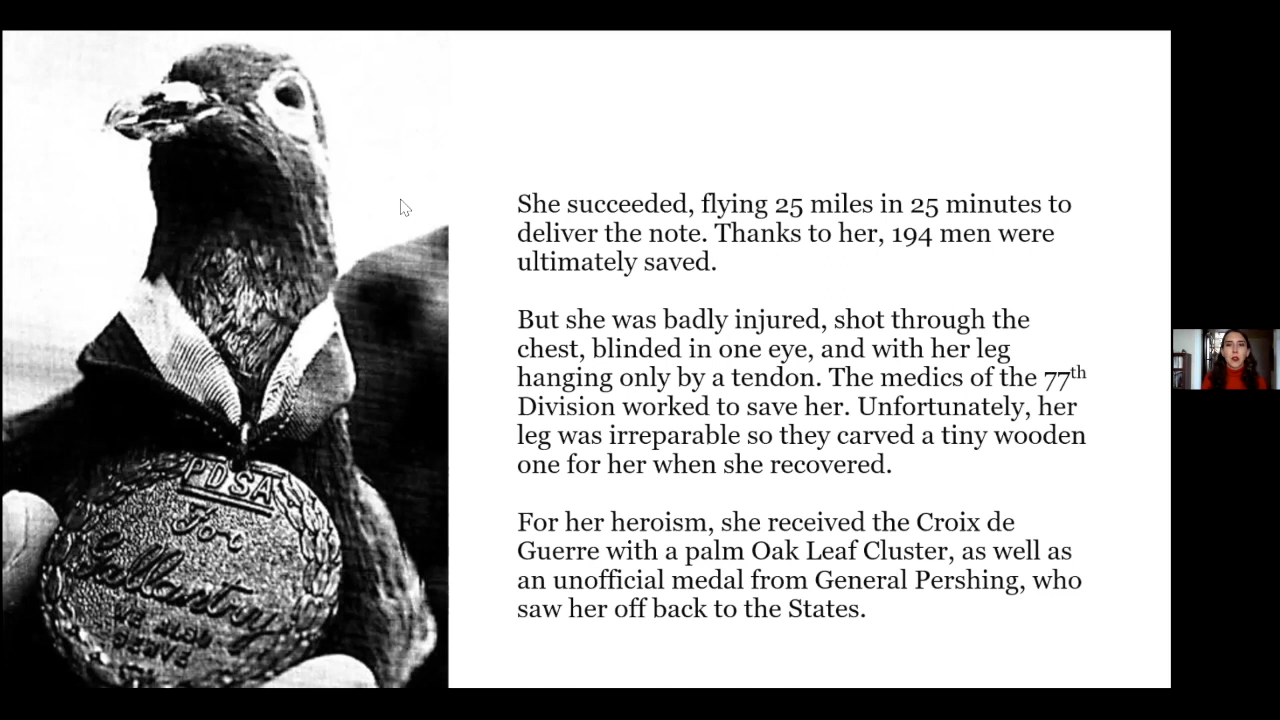 She succeeded, flying 25 miles in 25 minutes to
deliver the note. Thanks to her, 194 men were
ultimately saved.
But she was badly injured, shot through the
chest, blinded in one eye, and with her leg
hanging only by a tendon. The medics of the 77th
Division worked to save her. Unfortunately, her
leg was irreparable so they carved a tiny wooden
one for her when she recovered.
For her heroism, she received the Croix de
Guerre with a palm Oak Leaf Cluster, as well as
an unofficial medal from General Pershing, who
saw her off back to the States.
PDSA
For
Gallantry
WE ALSO
SERVE